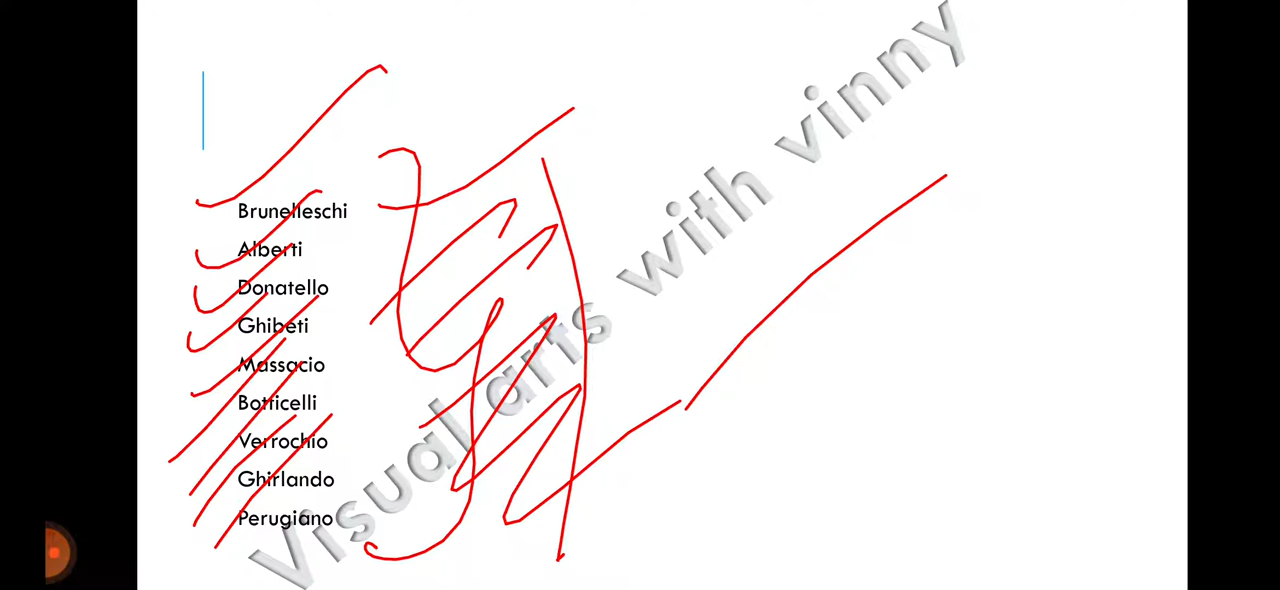 Brunelleschi
Alberti
Donatello
Ghibeti
Massacio
Botticelli
Verrochio
Ghirlando
Perugiano
Visual arts with vinny